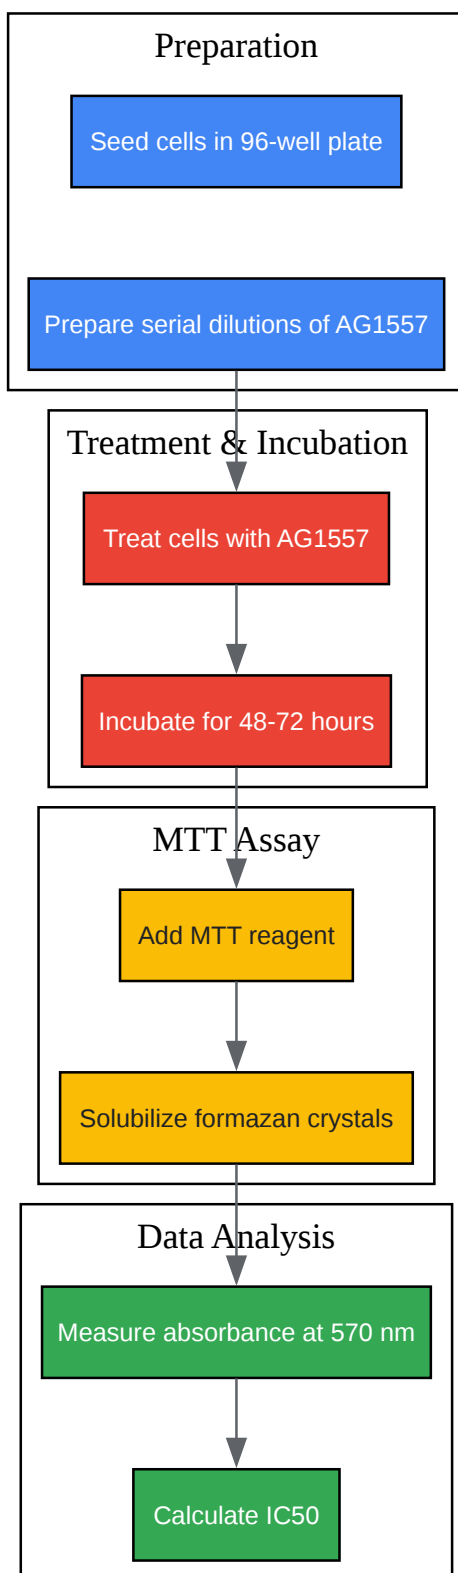 Preparation
Seed cells in 96-well plate
Prepare serial dilutions of AG1557
Treatment & Incubation
Treat cells with AG1557
Incubate for 48-72 hours
MTT Assay
Add MTT reagent
Solubilize formazan crystals
Data Analysis
Measure absorbance at 570 nm
Calculate IC50